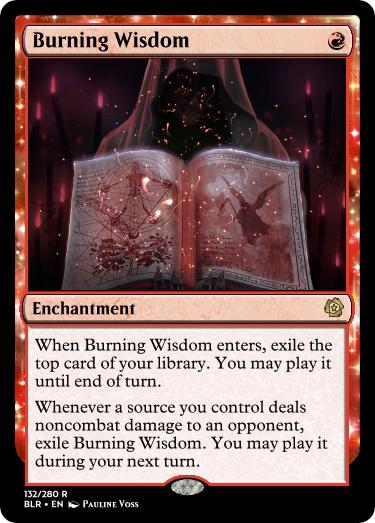 Burning Wisdom
Enchantment
When Burning Wisdom enters, exile the
top card of your library. You may play it
until end of turn.
Whenever a source you control deals
noncombat damage to an opponent,
exile Burning Wisdom. You may play it
during your next turn.
132/280 R
BLR • EN Pauline Voss